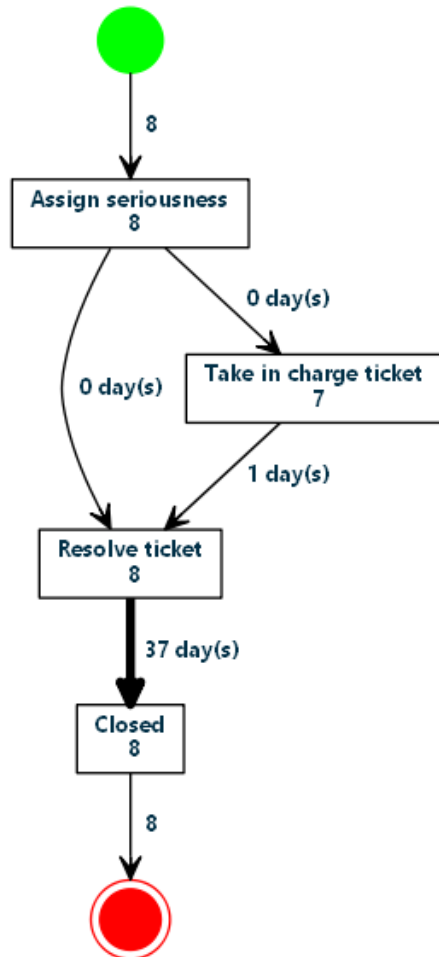 8
Assign seriousness
8
0 day(s)
0 day(s)
Take in charge ticket
7
1 day(s)
Resolve ticket
8
37 day(s)
Closed
8
8